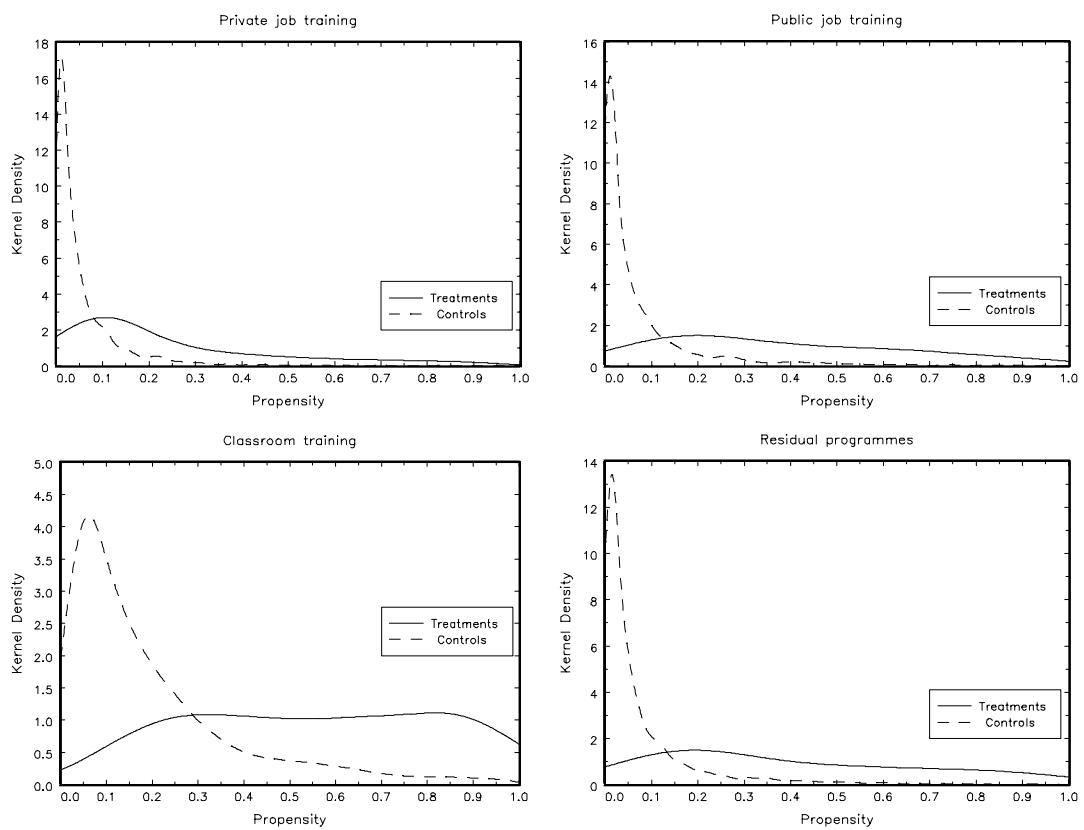 Private job training
18
16
14
12
10
8
6
4
2
0
Kernel Density
Treatments
Controls
0.0 0.1 0.2 0.3 0.4 0.5 0.6 0.7 0.8 0.9 1.0
Propensity
Public job training
16
14
12
10
8
6
4
2
0
Kernel Density
Treatments
Controls
0.0 0.1 0.2 0.3 0.4 0.5 0.6 0.7 0.8 0.9 1.0
Propensity
Classroom training
5.0
4.5
4.0
3.5
3.0
2.5
2.0
1.5
1.0
0.5
0.0
Kernel Density
Treatments
Controls
0.0 0.1 0.2 0.3 0.4 0.5 0.6 0.7 0.8 0.9 1.0
Propensity
Residual programmes
14
12
10
8
6
4
2
0
Kernel Density
Treatments
Controls
0.0 0.1 0.2 0.3 0.4 0.5 0.6 0.7 0.8 0.9 1.0
Propensity